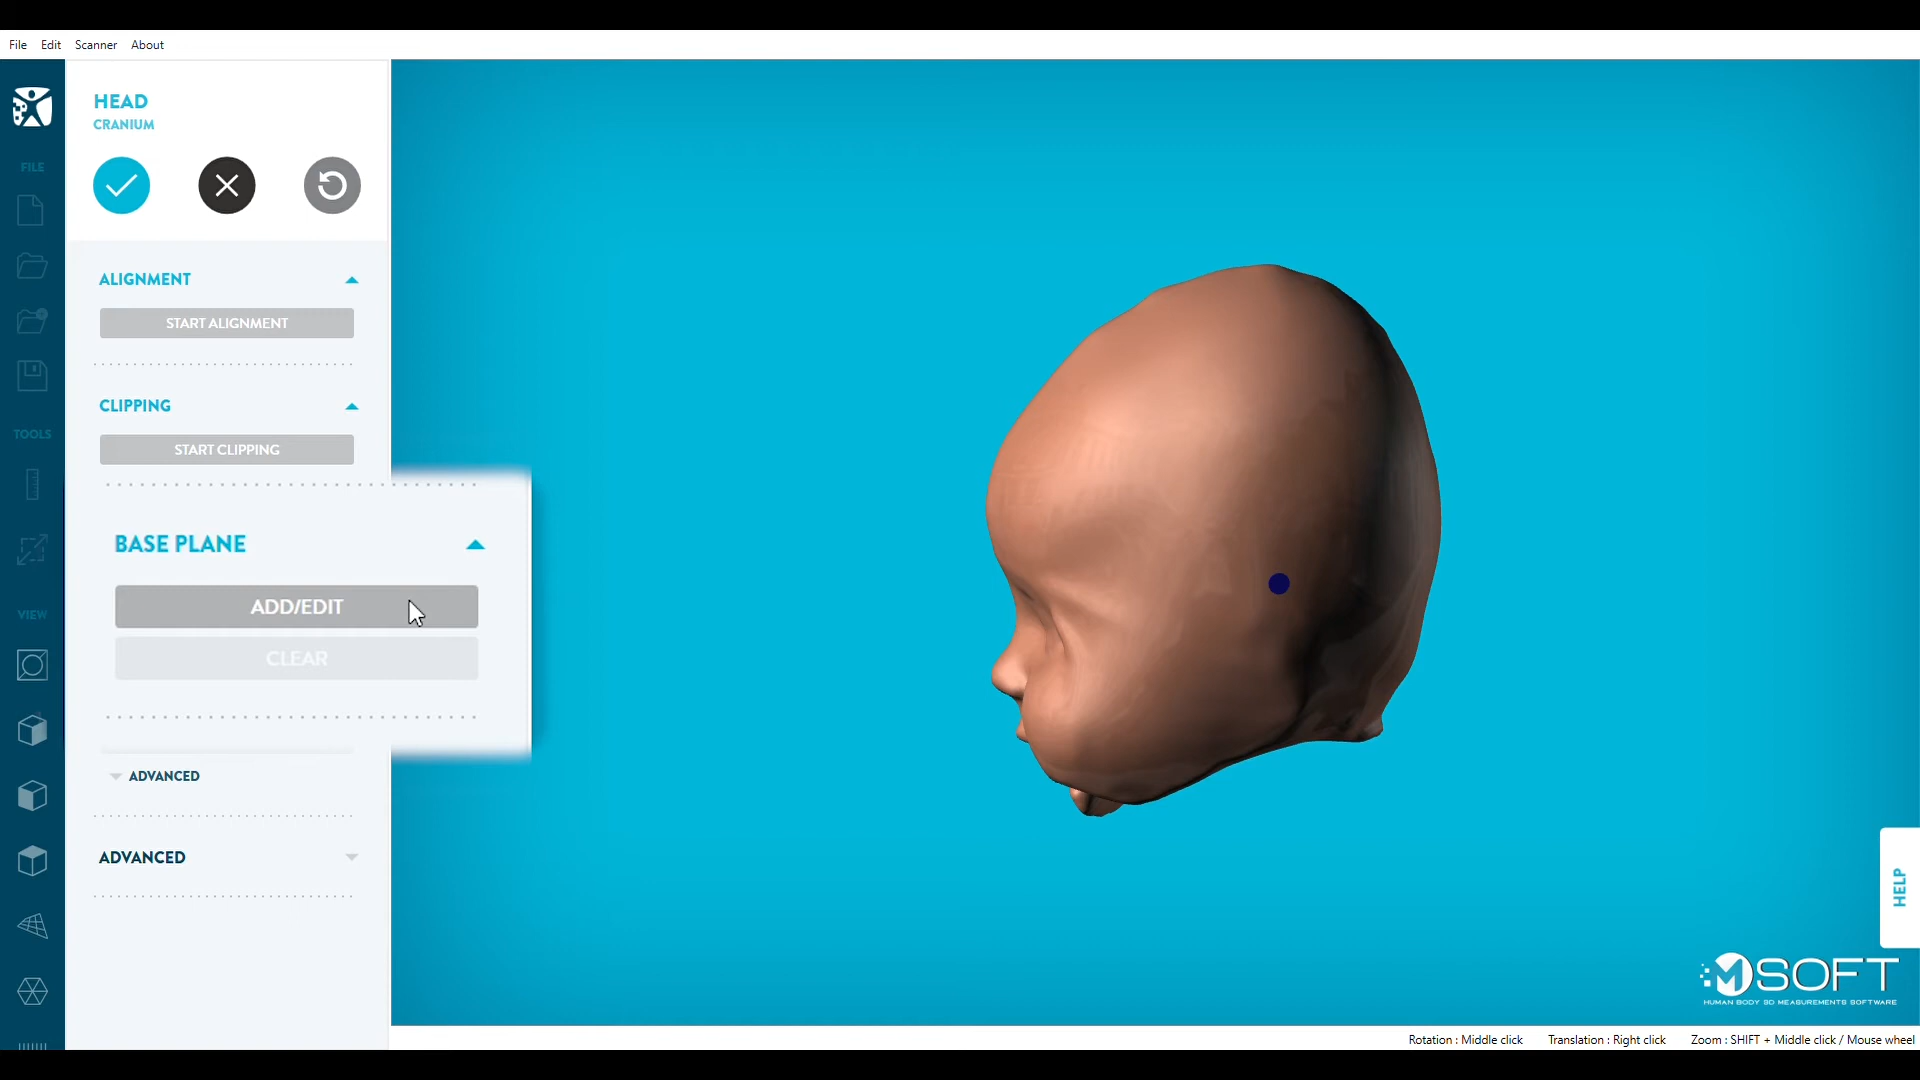 File Edit Scanner About
HEAD
CRANIUM
FILE
ALIGNMENT
START ALIGNMENT
CLIPPING
START CLIPPING
TOOLS
BASE PLANE
ADD/EDIT
CLEAR
VIEW
ADVANCED
ADVANCED
HELP
MSOFT
HUMAN BODY 3D MEASUREMENTS SOFTWARE
Rotation : Middle click Translation : Right click Zoom : SHIFT + Middle click / Mouse wheel